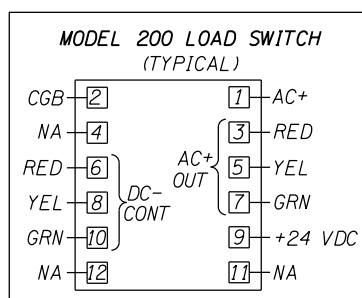 MODEL 200 LOAD SWITCH
(TYPICAL)
CGB 2 1 AC+
NA 4 3 RED
RED 6 AC+ 5 YEL
YEL 8 DC- OUT 7 GRN
GRN 10 CONT 9 +24 VDC
NA 12 11 NA